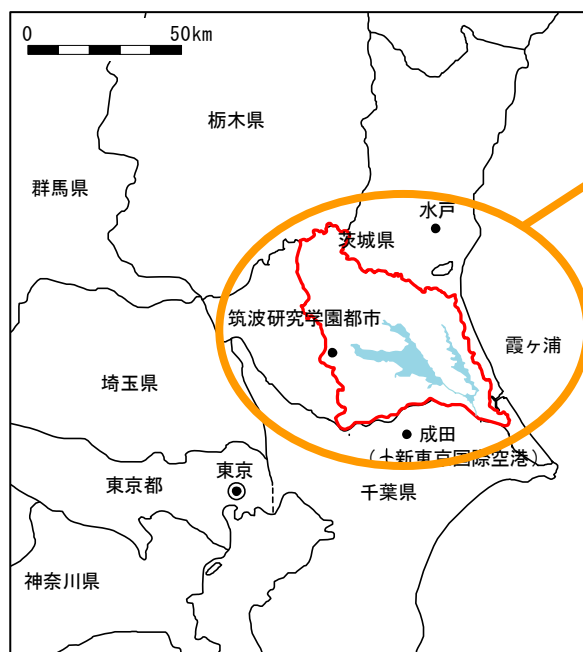 0 50km
栃木県
群馬県
水戸
茨城県
筑波研究学園都市
霞ヶ浦
埼玉県
成田
(十新東京国際空港)
東京都
東京
千葉県
神奈川県